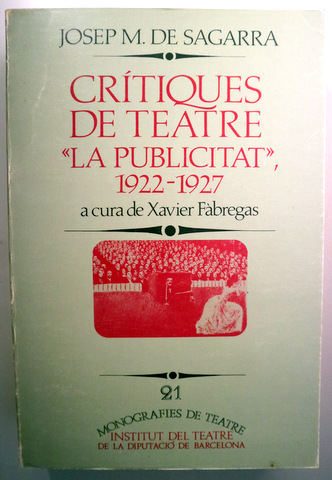 JOSEP M. DE SAGARRA
CRÍTIQUES
DE TEATRE
«LA PUBLICITAT»,
1922-1927
a cura de Xavier Fàbregas
21
MONOGRAFIES DE TEATRE
INSTITUT DEL TEATRE
DE LA DIPUTACIÓ DE BARCELONA